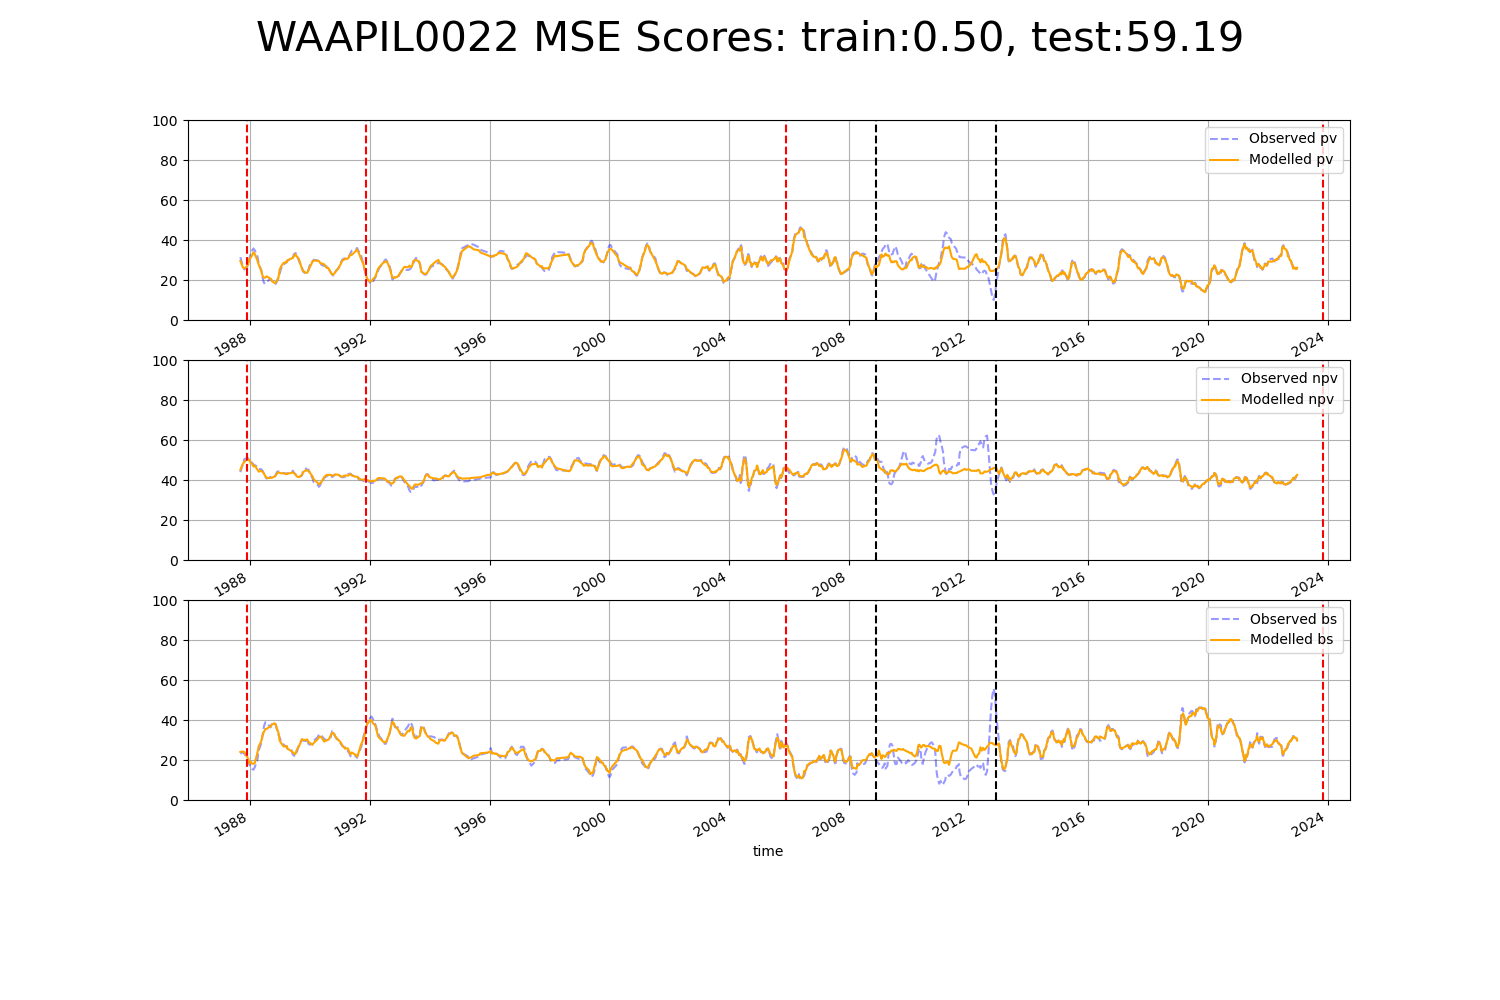 WAAPIL0022 MSE Scores: train:0.50, test:59.19
100
80
60
40
20
0
Observed pv
Modelled pv
1988 1992 1996 2000 2004 2008 2012 2016 2020 2024
100
80
60
40
20
0
Observed npv
Modelled npv
1988 1992 1996 2000 2004 2008 2012 2016 2020 2024
100
80
60
40
20
0
Observed bs
Modelled bs
1988 1992 1996 2000 2004 2008 2012 2016 2020 2024
time